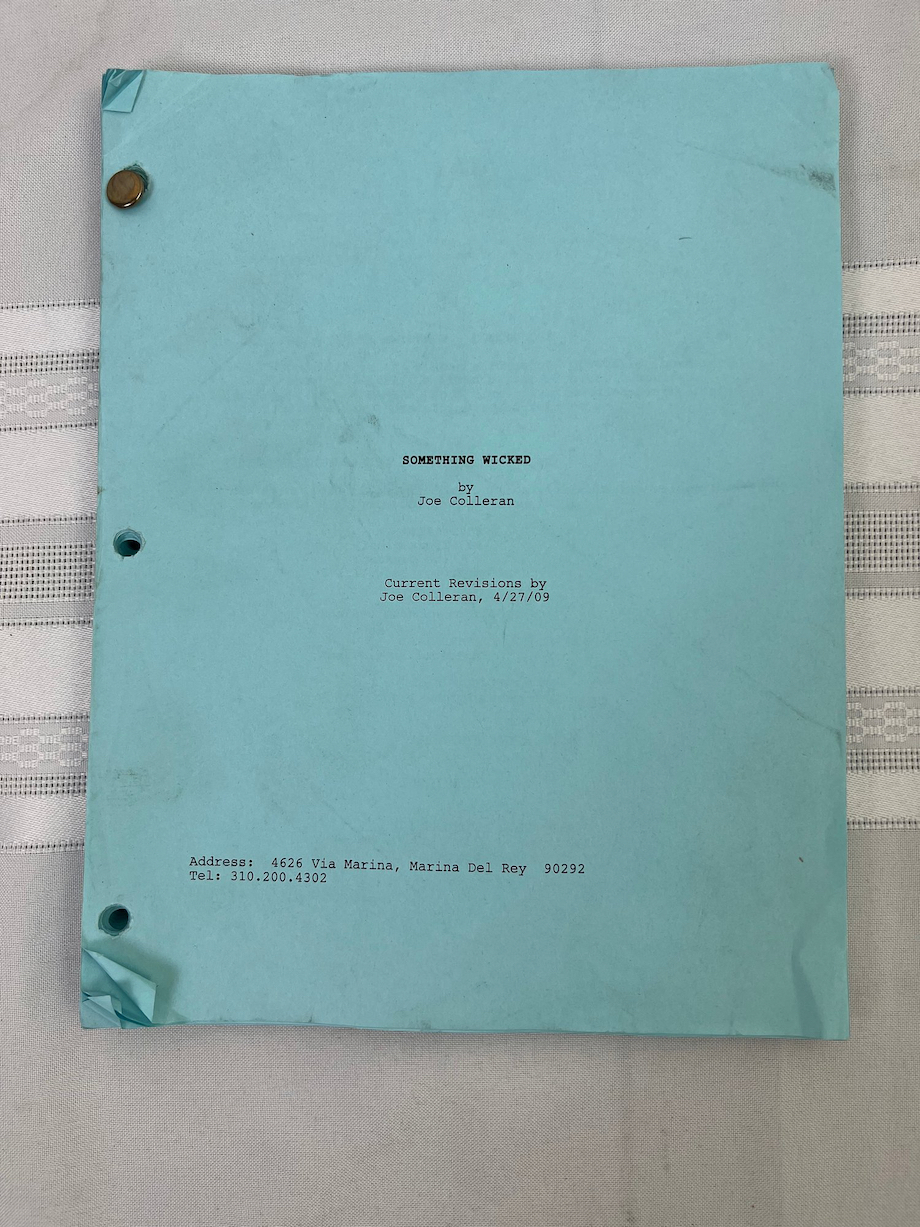 SOMETHING WICKED
by
Joe Colleran
Current Revisions by
Joe Colleran, 4/27/09
Address:  4626 Via Marina, Marina Del Rey  90292
Tel: 310.200.4302